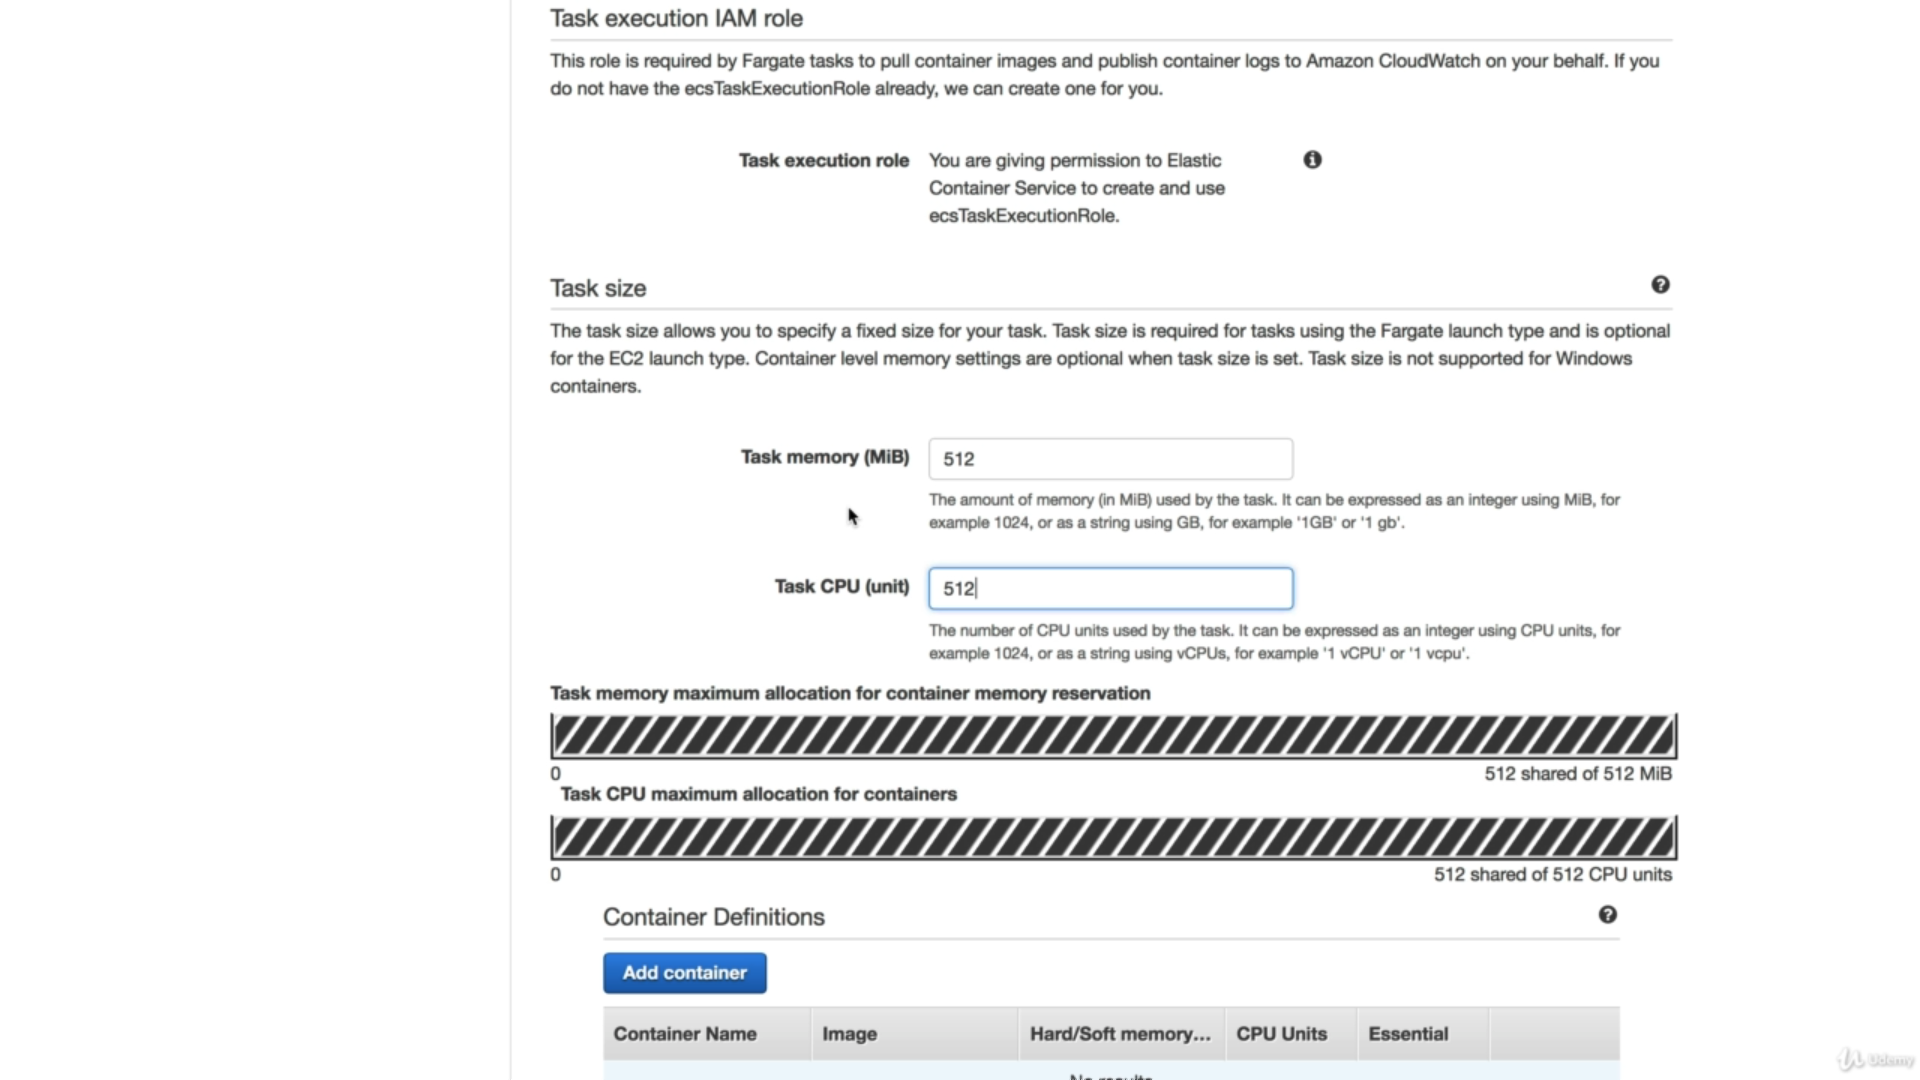 Task execution IAM role
This role is required by Fargate tasks to pull container images and publish container logs to Amazon CloudWatch on your behalf. If you
do not have the ecsTaskExecutionRole already, we can create one for you.
Task execution role
You are giving permission to Elastic
Container Service to create and use
ecsTaskExecutionRole.
Task size
The task size allows you to specify a fixed size for your task. Task size is required for tasks using the Fargate launch type and is optional
for the EC2 launch type. Container level memory settings are optional when task size is set. Task size is not supported for Windows
containers.
Task memory (MiB)
512
The amount of memory (in MiB) used by the task. It can be expressed as an integer using MiB, for
example 1024, or as a string using GB, for example '1GB' or '1 gb'.
Task CPU (unit)
512
The number of CPU units used by the task. It can be expressed as an integer using CPU units, for
example 1024, or as a string using vCPUs, for example '1 vCPU' or '1 vcpu'.
Task memory maximum allocation for container memory reservation
0 512 shared of 512 MiB
Task CPU maximum allocation for containers
0 512 shared of 512 CPU units
Container Definitions
Add container
Container Name Image Hard/Soft memory... CPU Units Essential
No results
Udemy